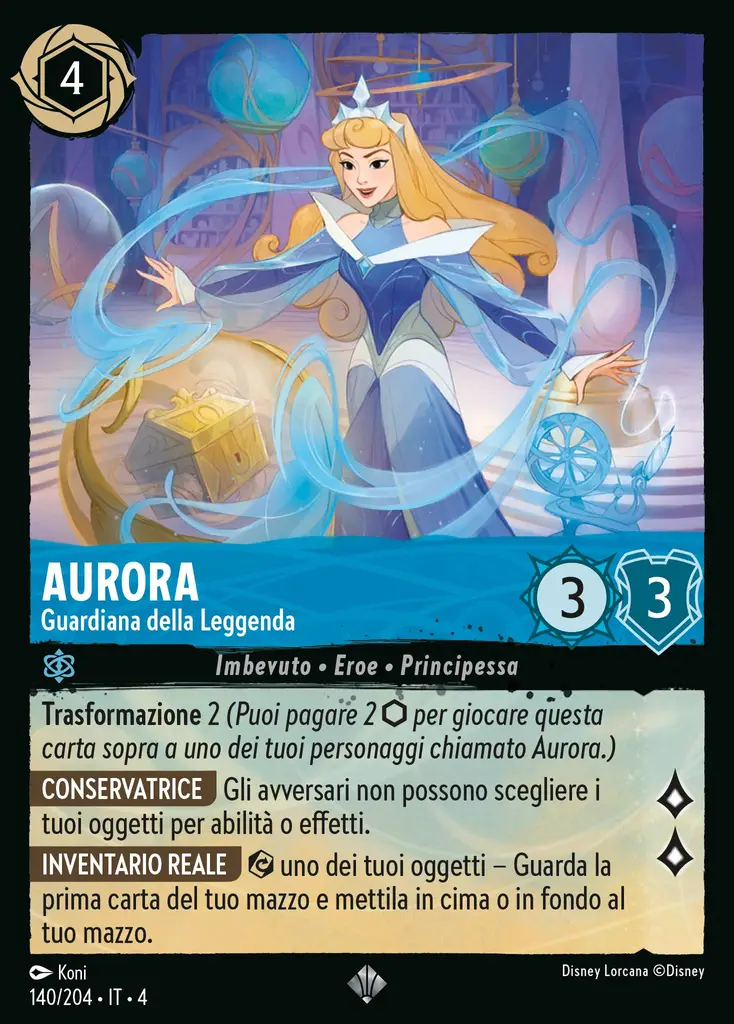 4
AURORA
Guardiana della Leggenda
3
3
Imbevuto • Eroe • Principessa
Trasformazione 2 (Puoi pagare 2 per giocare questa
carta sopra a uno dei tuoi personaggi chiamato Aurora.)
CONSERVATRICE Gli avversari non possono scegliere i
tuoi oggetti per abilità o effetti.
INVENTARIO REALE uno dei tuoi oggetti – Guarda la
prima carta del tuo mazzo e mettila in cima o in fondo al
tuo mazzo.
Koni
Disney Lorcana ©Disney
140/204 • IT • 4